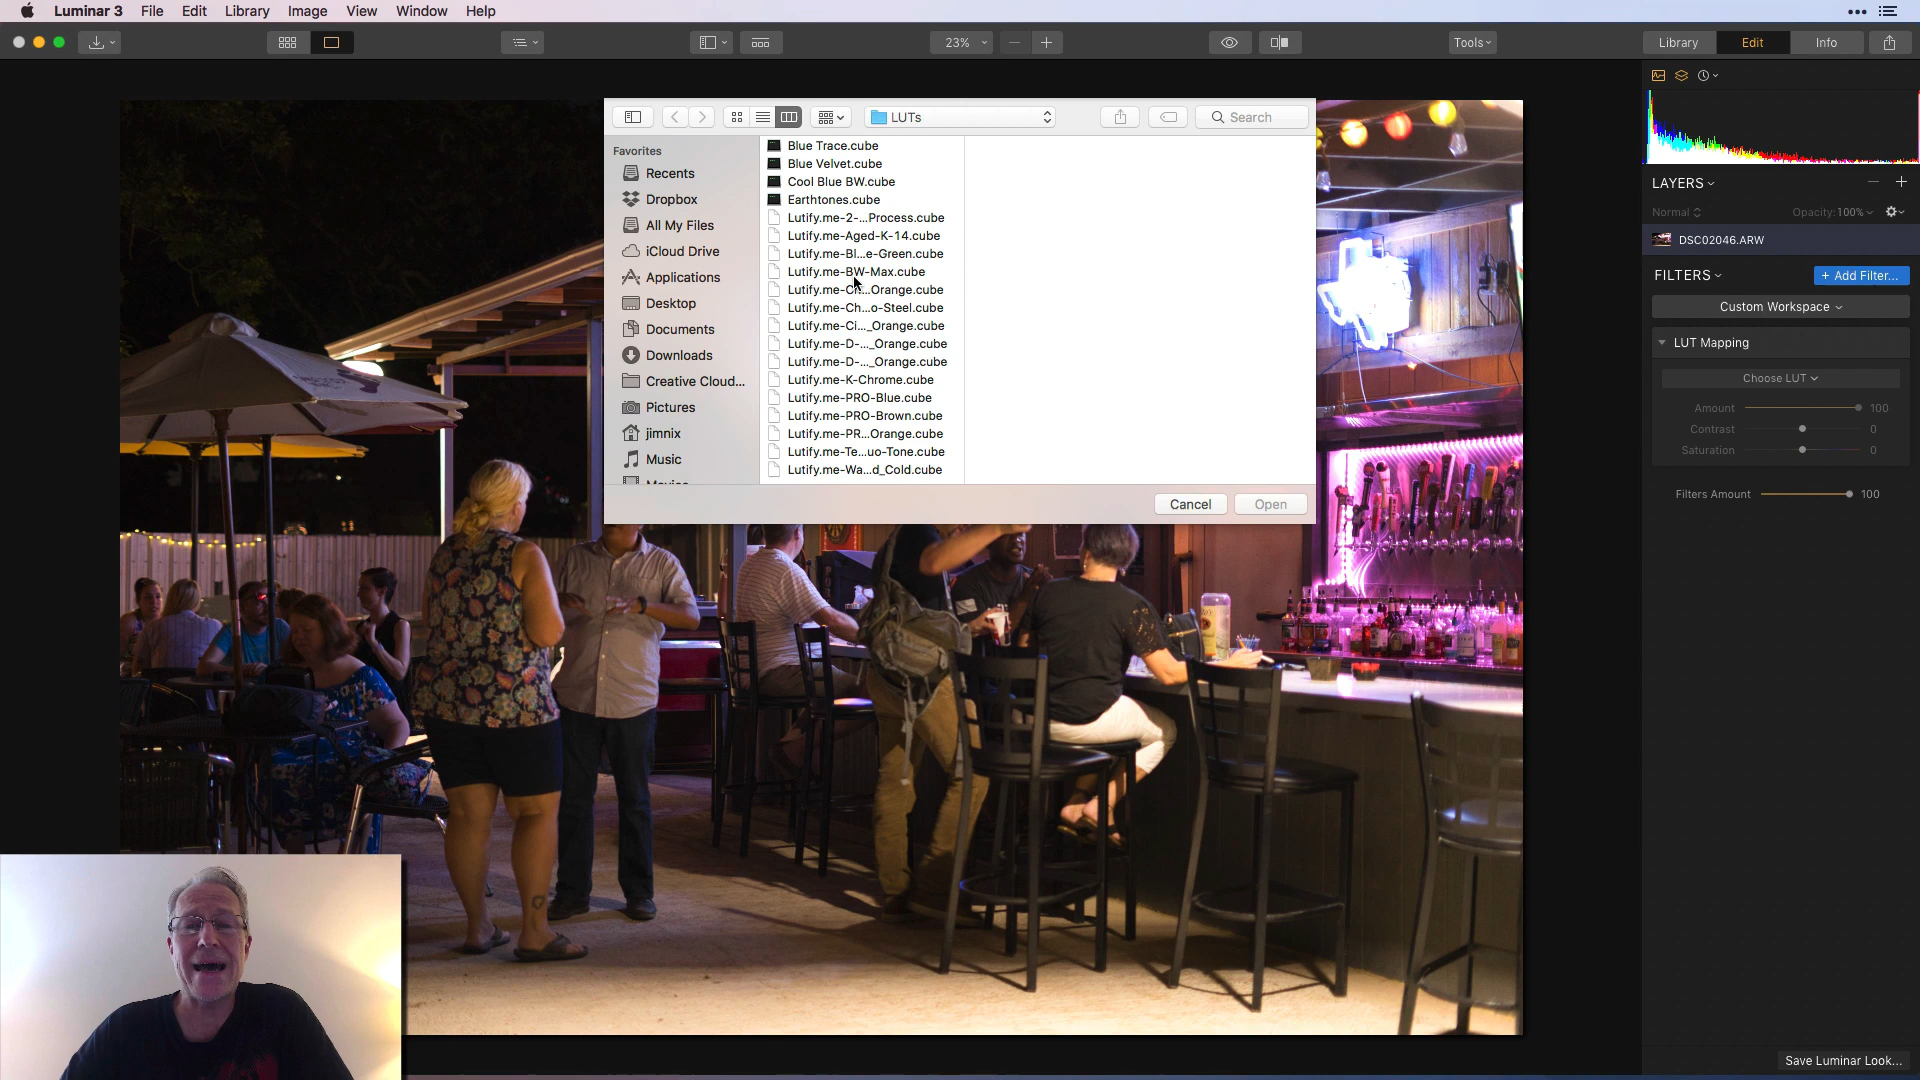 Luminar 3 File Edit Library Image View Window Help
23% Tools Library Edit Info
LUTs Search
Favorites
Recents
Dropbox
All My Files
iCloud Drive
Applications
Desktop
Documents
Downloads
Creative Cloud...
Pictures
jimnix
Music
Movies
Blue Trace.cube
Blue Velvet.cube
Cool Blue BW.cube
Earthtones.cube
Lutify.me-2-...Process.cube
Lutify.me-Aged-K-14.cube
Lutify.me-Bl...e-Green.cube
Lutify.me-BW-Max.cube
Lutify.me-Ch...Orange.cube
Lutify.me-Ch...o-Steel.cube
Lutify.me-Ci..._Orange.cube
Lutify.me-D-..._Orange.cube
Lutify.me-D-..._Orange.cube
Lutify.me-K-Chrome.cube
Lutify.me-PRO-Blue.cube
Lutify.me-PRO-Brown.cube
Lutify.me-PR...Orange.cube
Lutify.me-Te...uo-Tone.cube
Lutify.me-Wa...d_Cold.cube
Cancel Open
LAYERS
Normal Opacity: 100%
DSC02046.ARW
FILTERS + Add Filter...
Custom Workspace
LUT Mapping
Choose LUT
Amount 100
Contrast 0
Saturation 0
Filters Amount 100
Save Luminar Look...